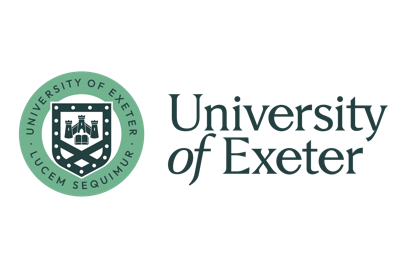 UNIVERSITY OF EXETER
· LUCEM SEQUIMUR ·
University
of Exeter